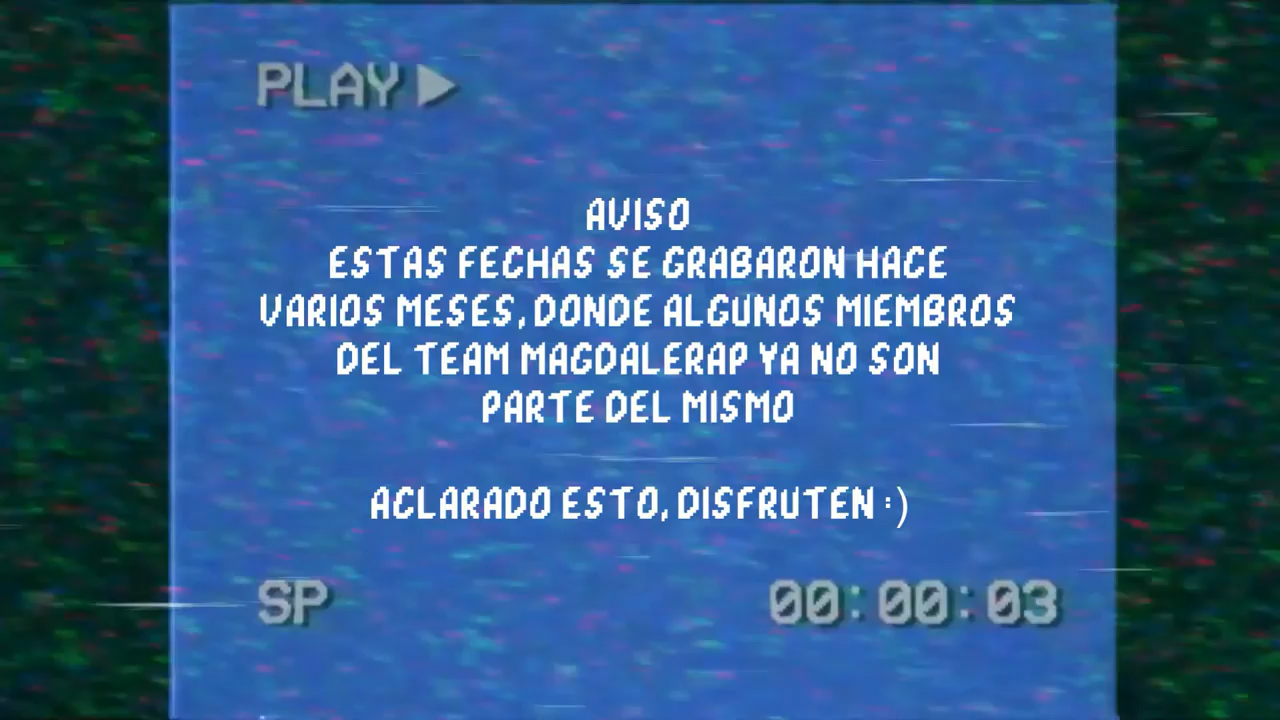 PLAY
AVISO
ESTAS FECHAS SE GRABARON HACE
VARIOS MESES, DONDE ALGUNOS MIEMBROS
DEL TEAM MAGDALERAP YA NO SON
PARTE DEL MISMO
ACLARADO ESTO, DISFRUTEN :)
SP
00:00:03